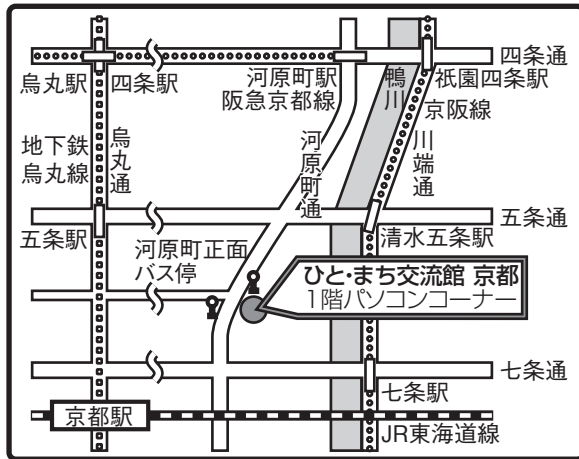 四条通
烏丸駅
四条駅
河原町駅
阪急京都線
鴨川
祇園四条駅
京阪線
地下鉄
烏丸線
烏丸通
河原町通
川端通
五条通
五条駅
清水五条駅
河原町正面
バス停
ひと・まち交流館 京都
1階パソコンコーナー
七条通
七条駅
京都駅
JR東海道線